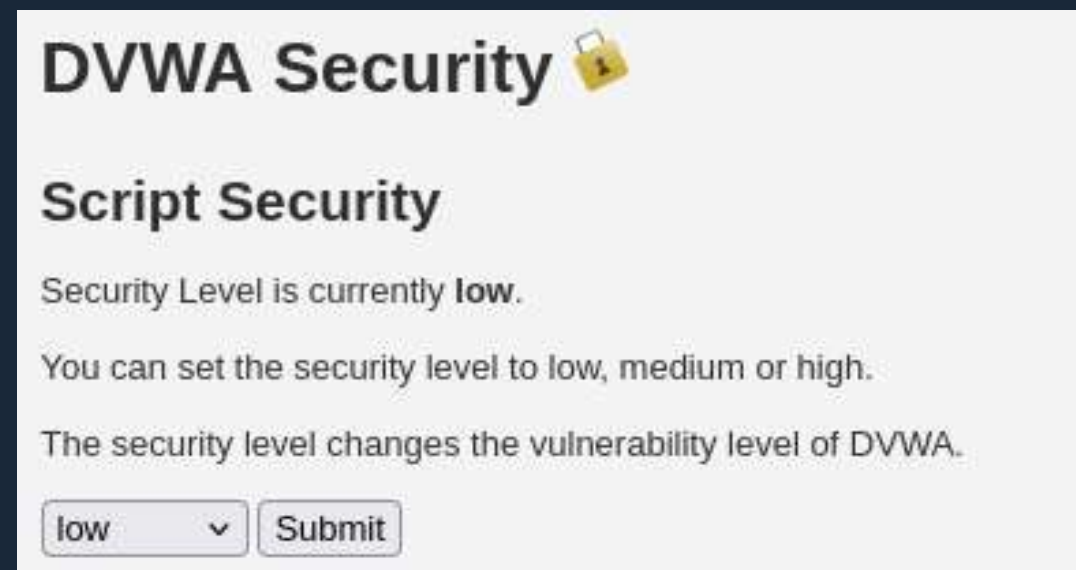 DVWA Security
Script Security
Security Level is currently low.
You can set the security level to low, medium or high.
The security level changes the vulnerability level of DVWA.
low Submit